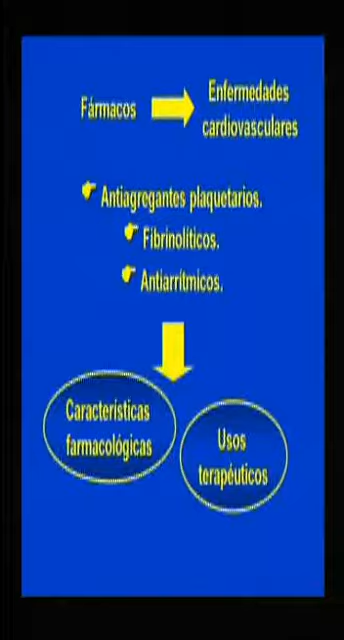 Fármacos
Enfermedades
cardiovasculares
Antiagregantes plaquetarios.
Fibrinolíticos.
Antiarrítmicos.
Características
farmacológicas
Usos
terapéuticos